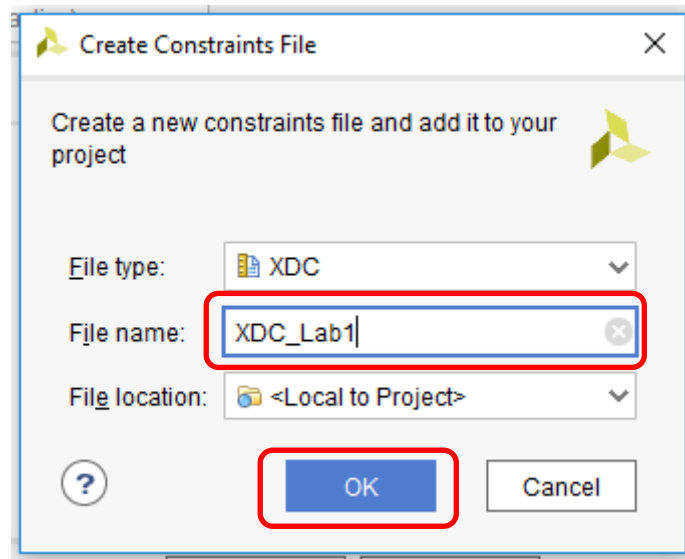 Create Constraints File
Create a new constraints file and add it to your
project
File type: XDC
File name: XDC_Lab1
File location: <Local to Project>
? OK Cancel